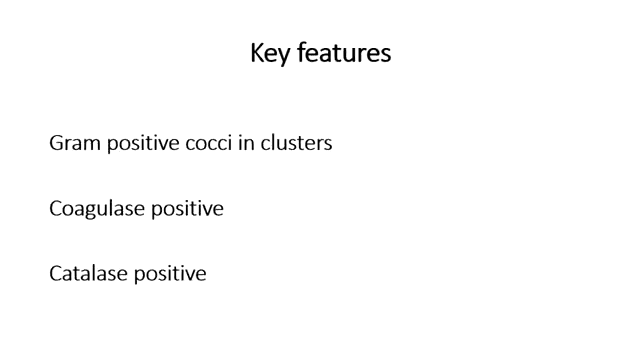 Key features
Gram positive cocci in clusters
Coagulase positive
Catalase positive